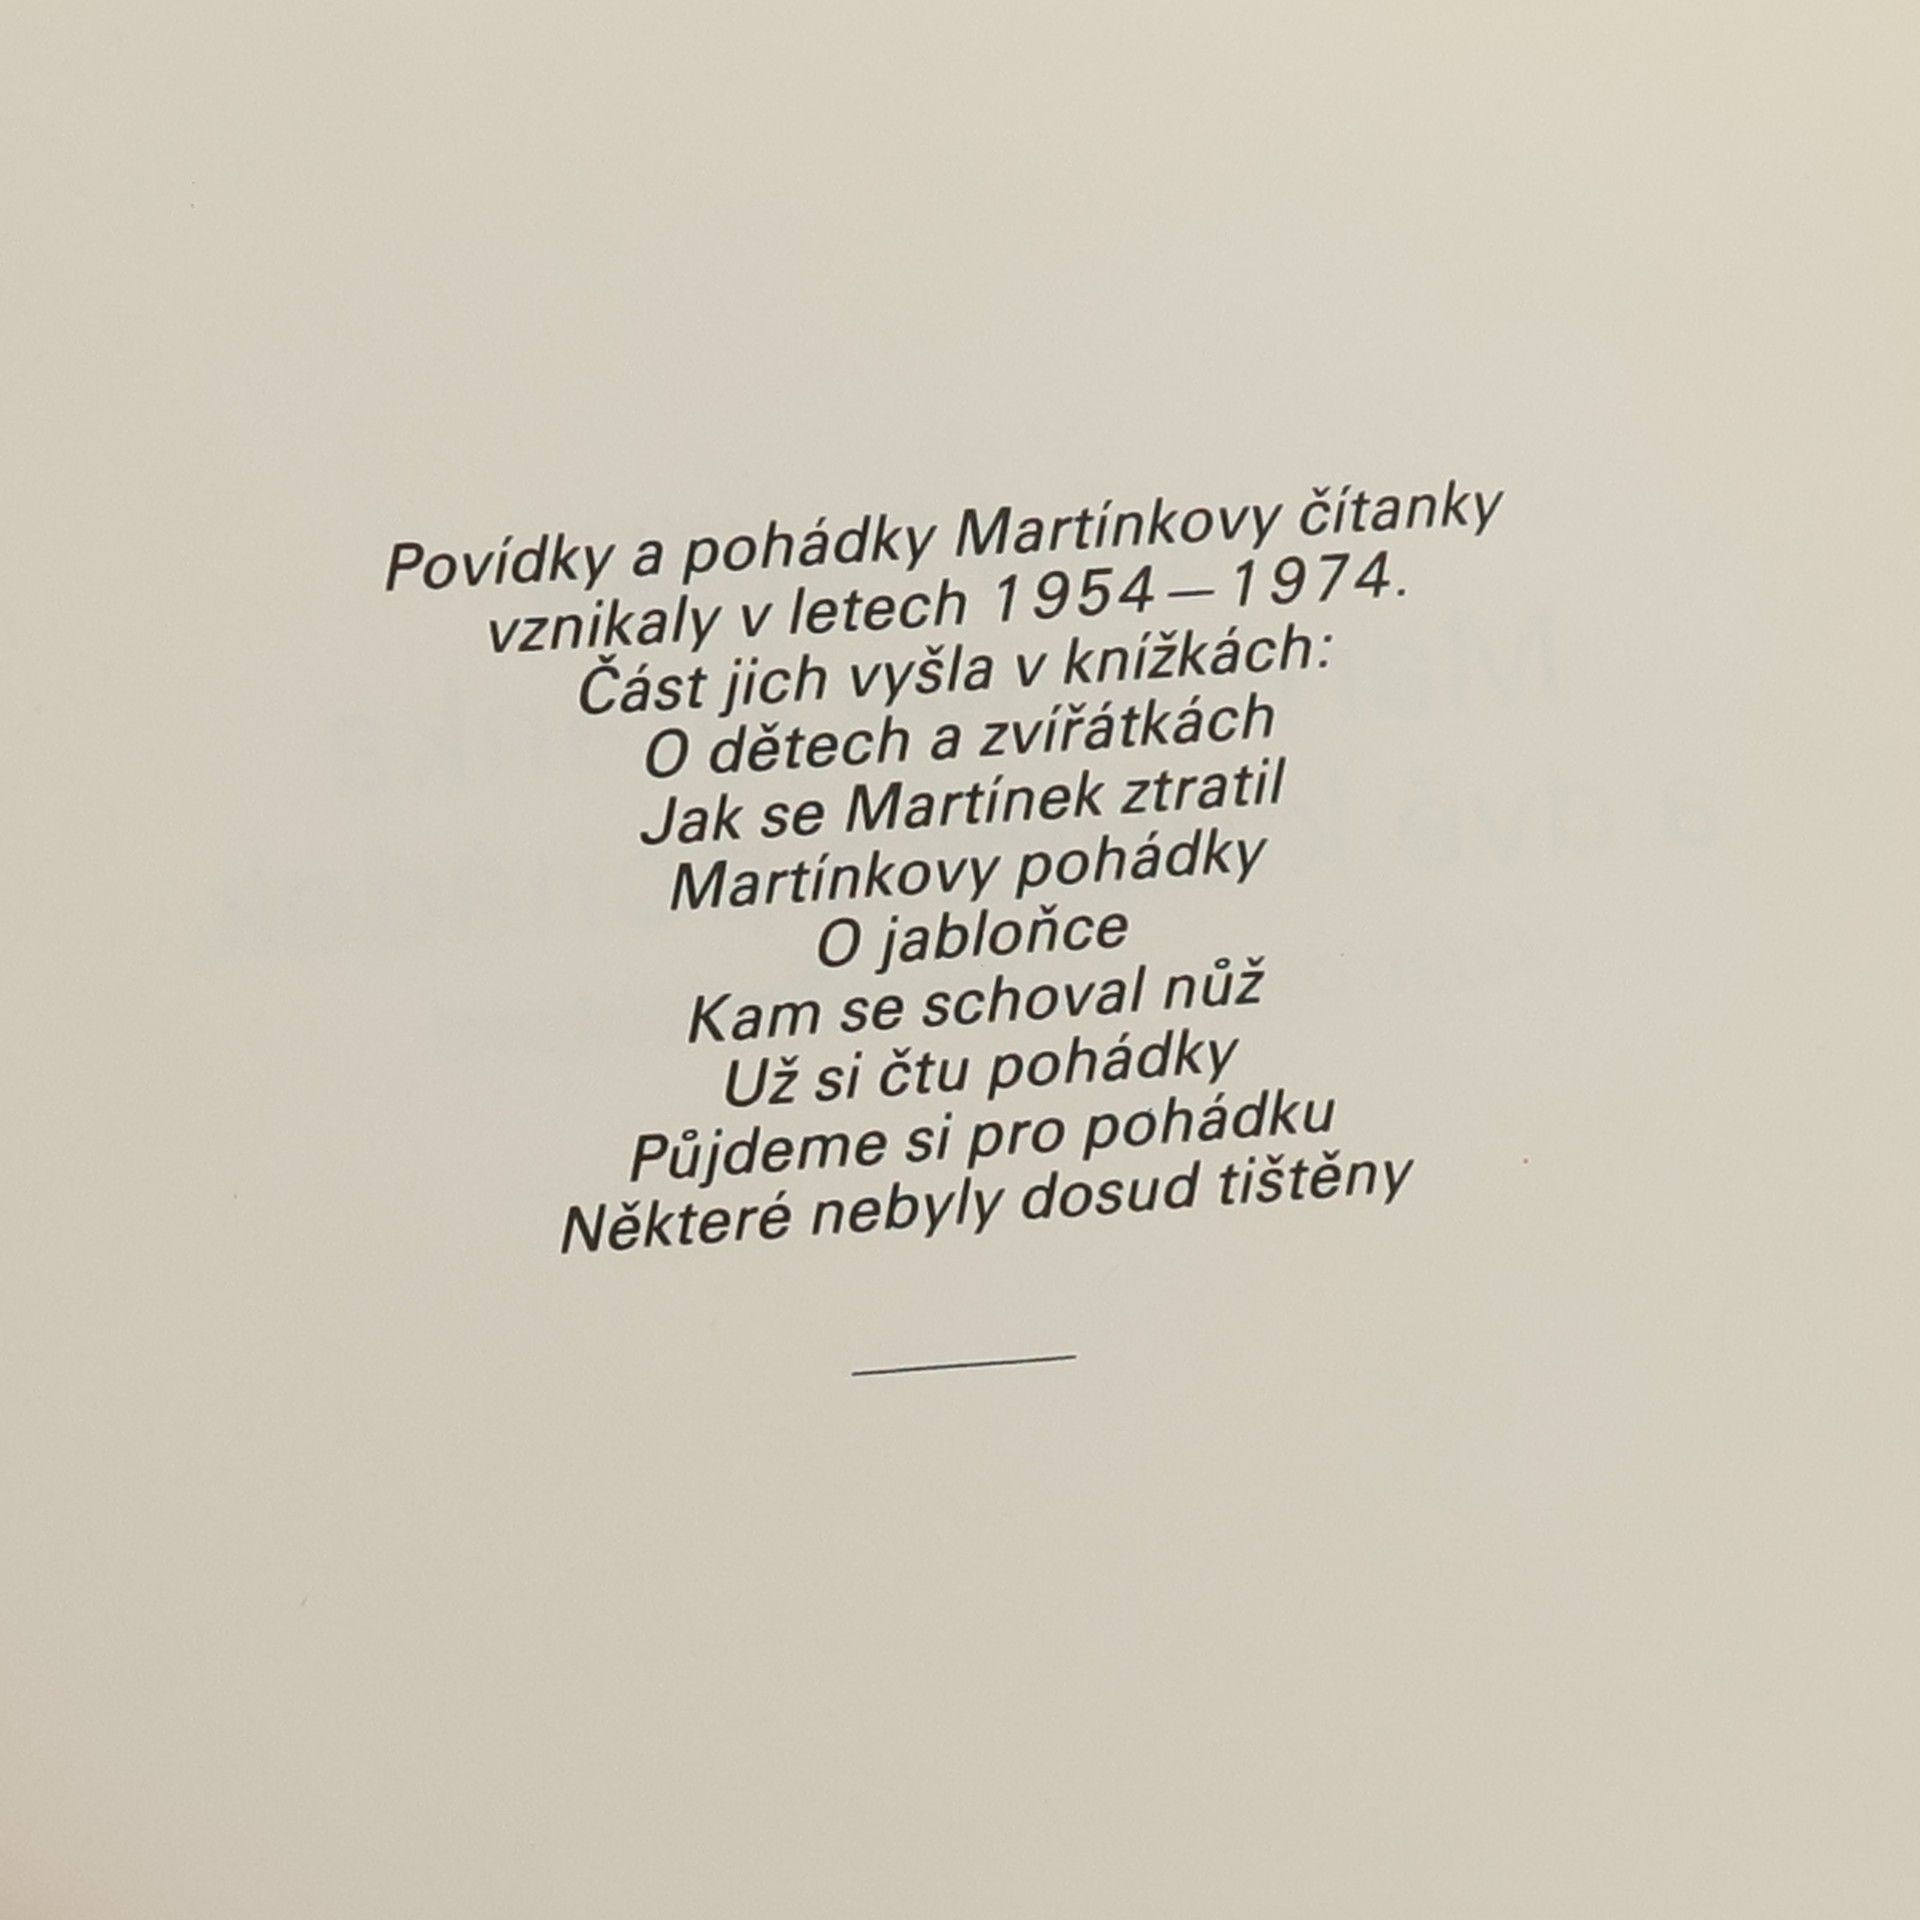 Povídky a pohádky Martínkovy čítanky
vznikaly v letech 1954—1974.
Část jich vyšla v knížkách:
O dětech a zvířátkách
Jak se Martínek ztratil
Martínkovy pohádky
O jabloňce
Kam se schoval nůž
Už si čtu pohádky
Půjdeme si pro pohádku
Některé nebyly dosud tištěny